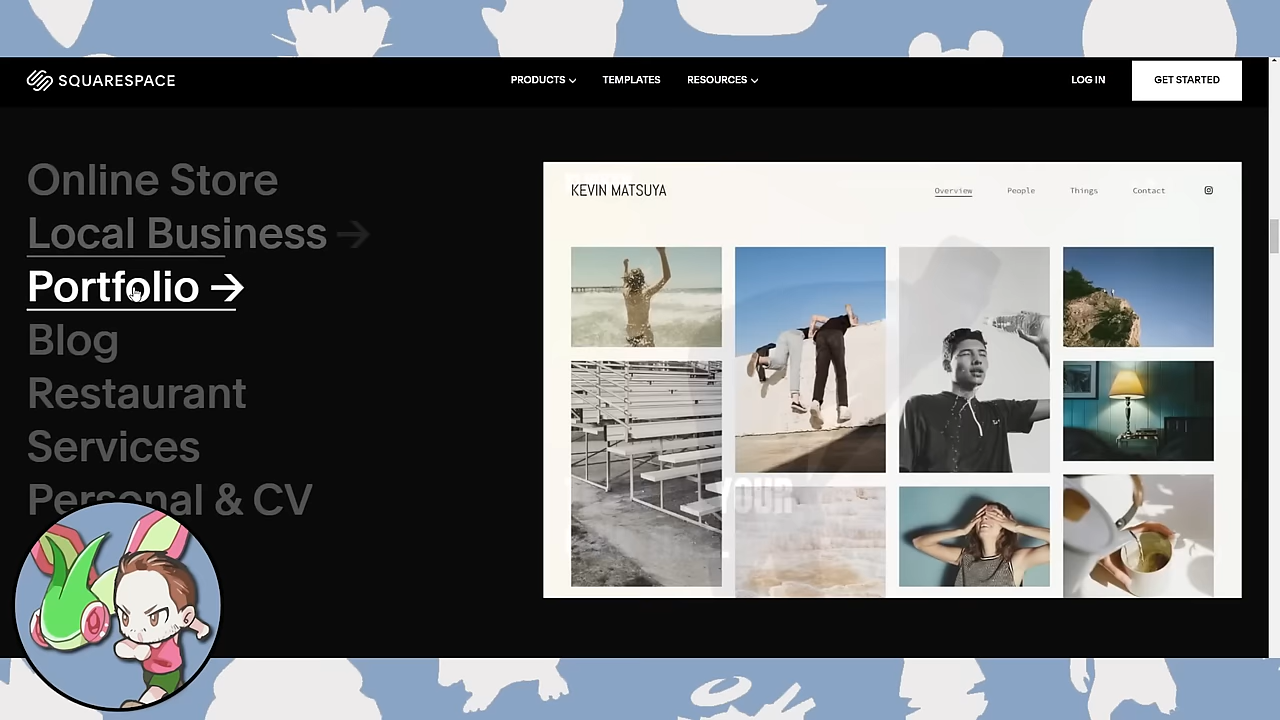 SQUARESPACE
PRODUCTS TEMPLATES RESOURCES
LOG IN GET STARTED
Online Store
Local Business →
Portfolio →
Blog
Restaurant
Services
Personal & CV
KEVIN MATSUYA
Overview People Things Contact
YOUR